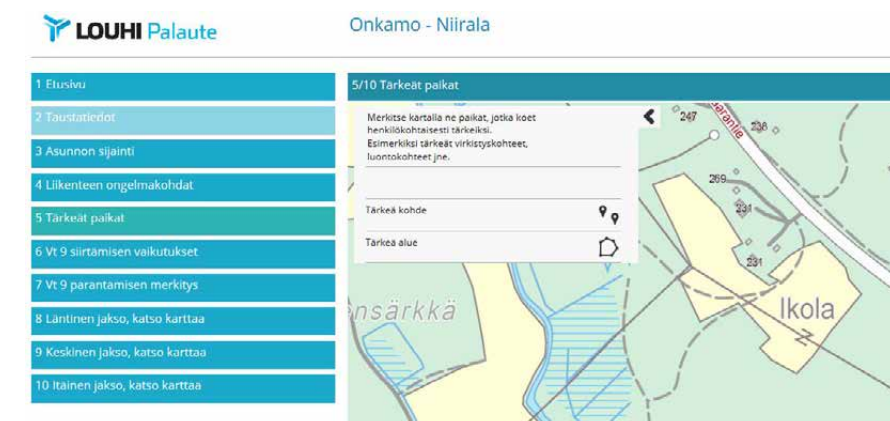 LOUHI Palaute
Onkamo - Niirala
1 Etusivu
2 Taustatiedot
3 Asunnon sijainti
4 Liikenteen ongelmakohdat
5 Tärkeät paikat
6 Vt 9 siirtämisen vaikutukset
7 Vt 9 parantamisen merkitys
8 Läntinen jakso, katso karttaa
9 Keskinen jakso, katso karttaa
10 Itäinen jakso, katso karttaa
5/10 Tärkeät paikat
Merkitse kartalla ne paikat, jotka koet
henkilökohtaisesti tärkeiksi.
Esimerkiksi tärkeät virkistyskohteet,
luontokohteet jne.
Tärkeä kohde
Tärkeä alue
247
236
269
231
231
nsärkkä
Ikola